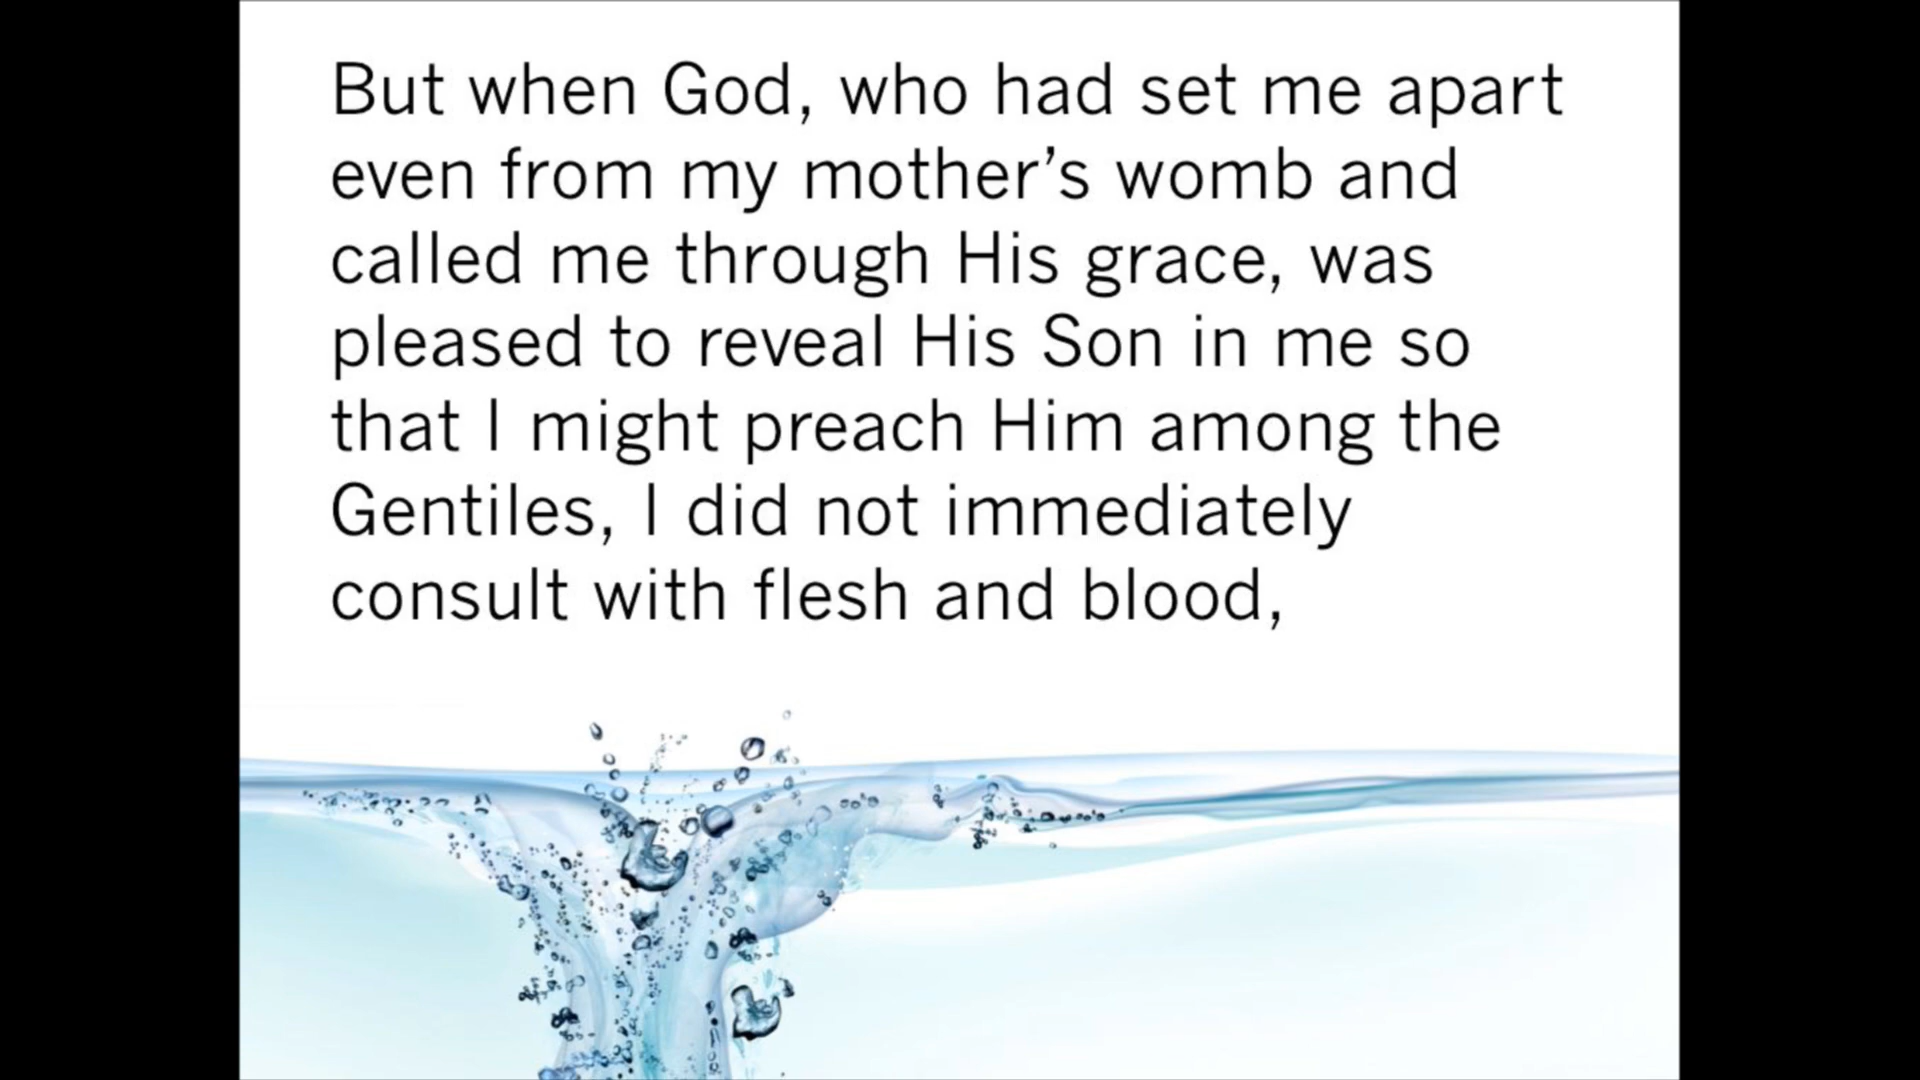 But when God, who had set me apart
even from my mother’s womb and
called me through His grace, was
pleased to reveal His Son in me so
that I might preach Him among the
Gentiles, I did not immediately
consult with flesh and blood,